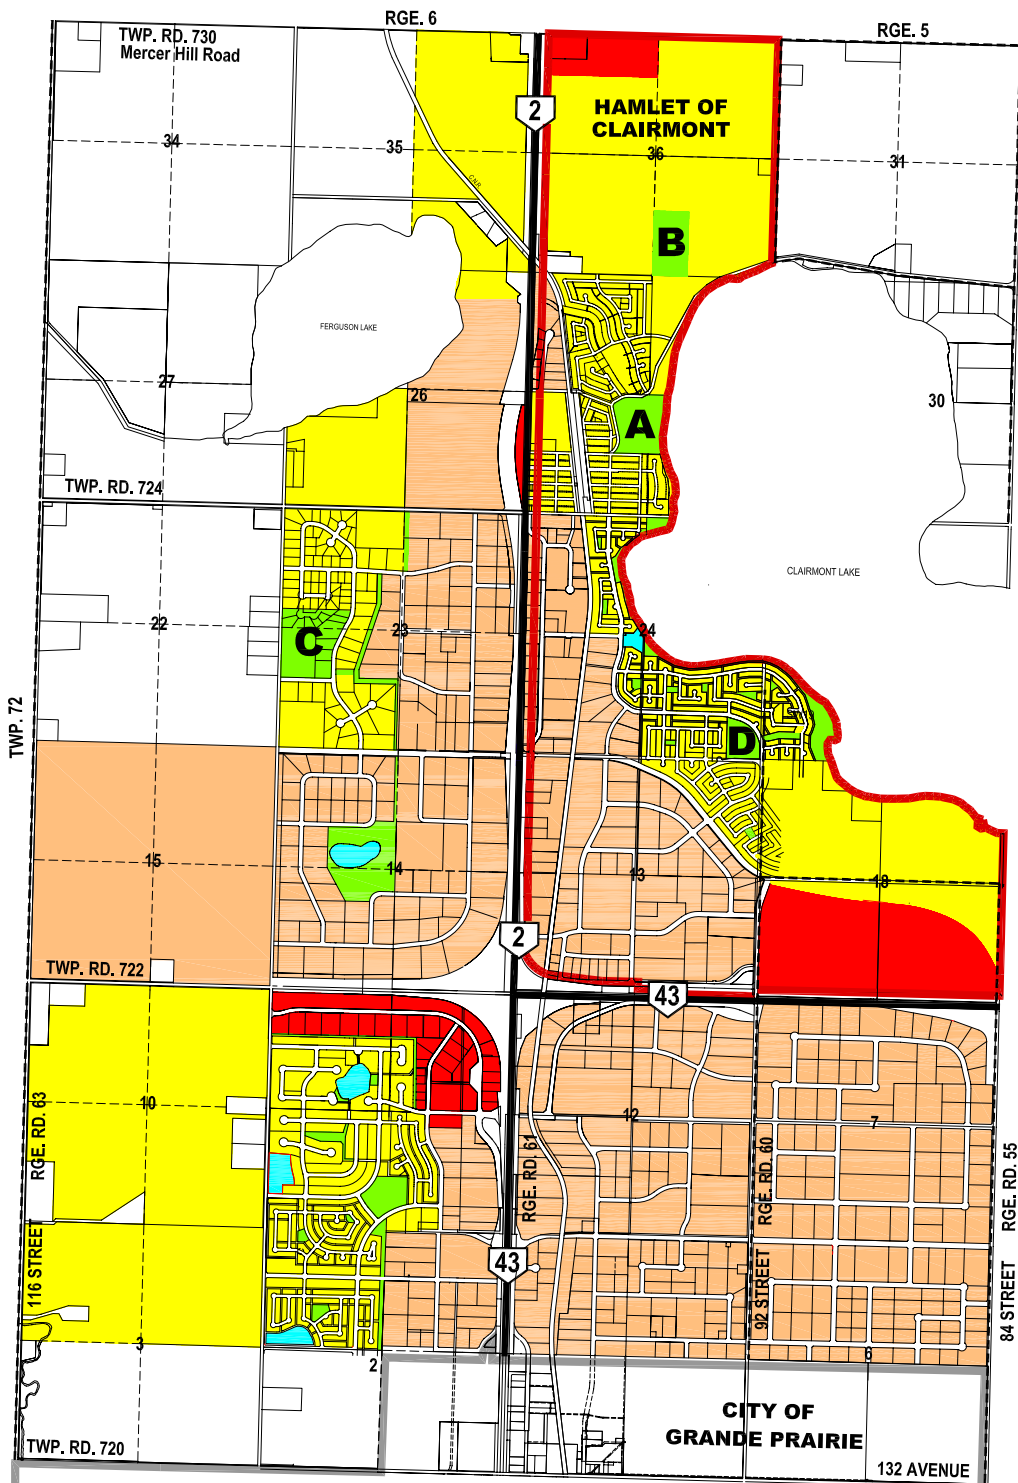 RGE. 6
RGE. 5
TWP. RD. 730
Mercer Hill Road
2
HAMLET OF
CLAIRMONT
34
35
36
31
C.N.R.
B
FERGUSON LAKE
27
26
30
A
TWP. RD. 724
CLAIRMONT LAKE
22
C
23
24
TWP. 72
D
15
14
13
18
2
TWP. RD. 722
43
10
12
7
RGE. RD. 63
RGE. RD. 61
RGE. RD. 60
RGE. RD. 55
116 STREET
43
92 STREET
84 STREET
3
2
6
CITY OF
GRANDE PRAIRIE
TWP. RD. 720
132 AVENUE